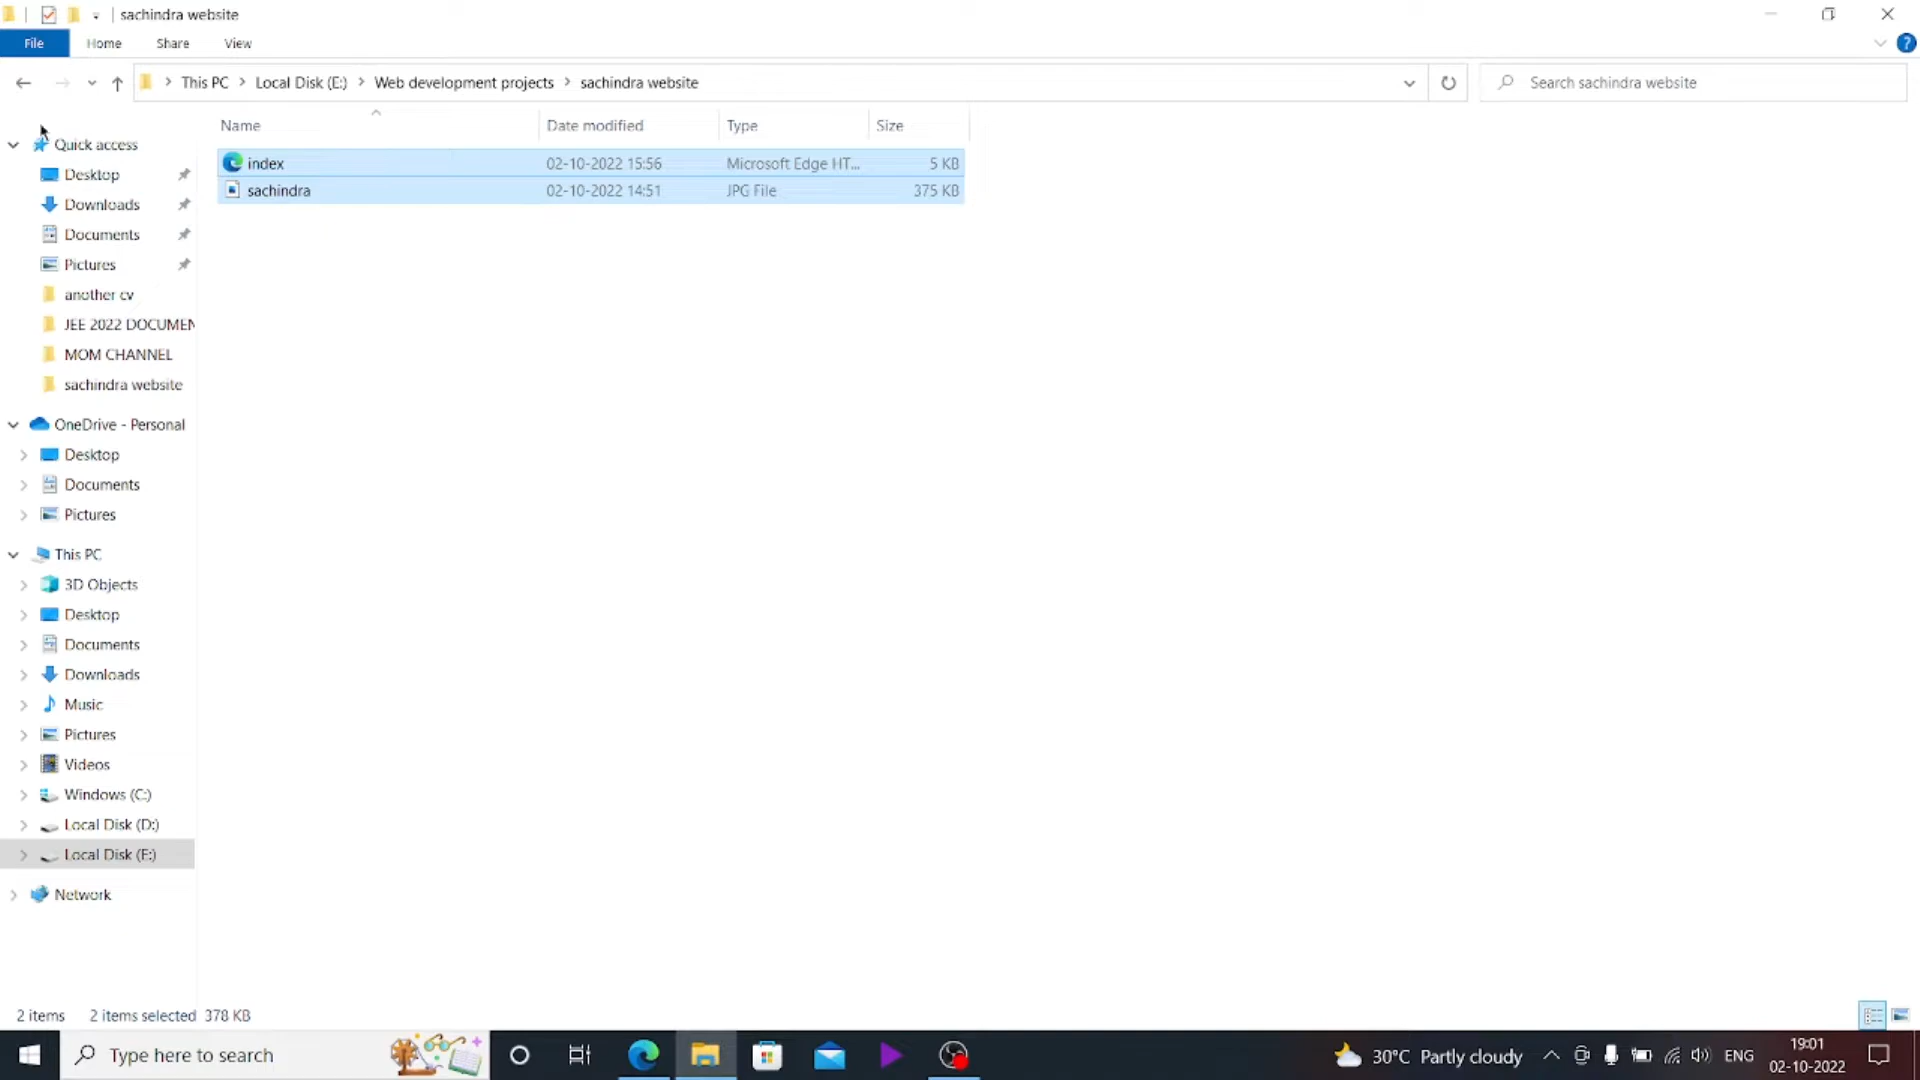 sachindra website
File Home Share View
This PC Local Disk (E:) Web development projects sachindra website
Search sachindra website
Name Date modified Type Size
index 02-10-2022 15:56 Microsoft Edge HT... 5 KB
sachindra 02-10-2022 14:51 JPG File 375 KB
Quick access
Desktop
Downloads
Documents
Pictures
another cv
JEE 2022 DOCUMEN
MOM CHANNEL
sachindra website
OneDrive - Personal
Desktop
Documents
Pictures
This PC
3D Objects
Desktop
Documents
Downloads
Music
Pictures
Videos
Windows (C:)
Local Disk (D:)
Local Disk (E:)
Network
2 items 2 items selected 378 KB
Type here to search
30°C Partly cloudy
ENG
19:01
02-10-2022